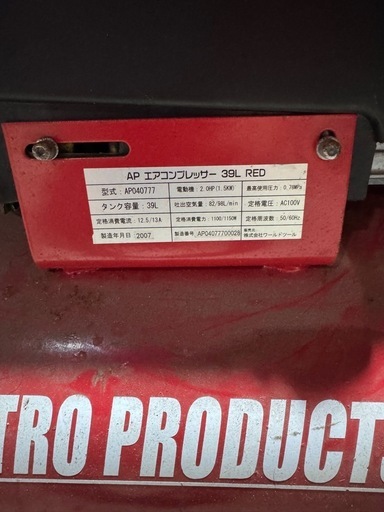 AP エアコンプレッサー 39L RED
型式：AP040777
電動機：2.0HP(1.5KW)
最高使用圧力：0.78MPa
タンク容量：39L
吐出空気量：82/98L/min
定格電圧：AC100V
定格消費電流：12.5/13A
定格消費電力：1100/1150W
定格周波数：50/60Hz
製造年月日
2007
製造番号
AP04077700028
販売元：
株式会社ワールドツール
TRO PRODUCTS